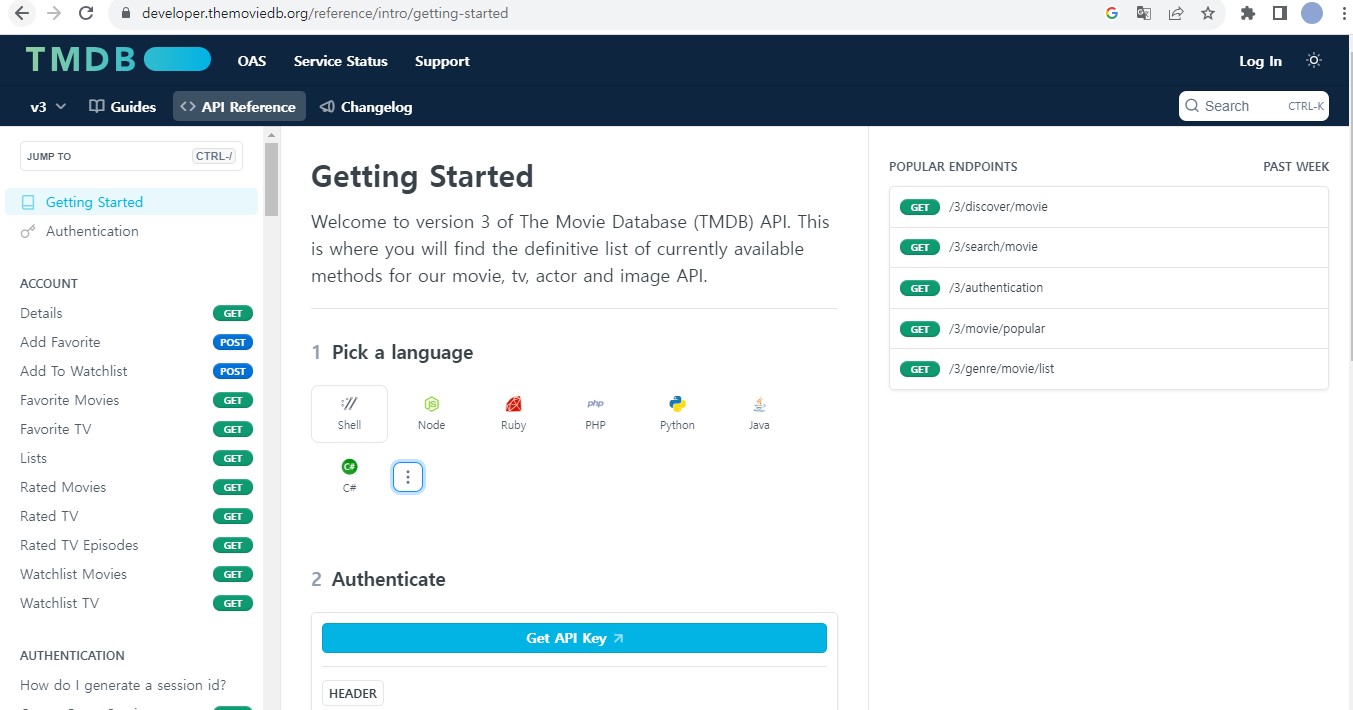 developer.themoviedb.org/reference/intro/getting-started
TMDB OAS Service Status Support Log In
v3 Guides API Reference Changelog Search CTRL-K
JUMP TO CTRL-/
Getting Started
Authentication
ACCOUNT
Details GET
Add Favorite POST
Add To Watchlist POST
Favorite Movies GET
Favorite TV GET
Lists GET
Rated Movies GET
Rated TV GET
Rated TV Episodes GET
Watchlist Movies GET
Watchlist TV GET
AUTHENTICATION
How do I generate a session id?
Getting Started
Welcome to version 3 of The Movie Database (TMDB) API. This
is where you will find the definitive list of currently available
methods for our movie, tv, actor and image API.
1 Pick a language
Shell Node Ruby PHP Python Java
C#
2 Authenticate
Get API Key
HEADER
POPULAR ENDPOINTS PAST WEEK
GET /3/discover/movie
GET /3/search/movie
GET /3/authentication
GET /3/movie/popular
GET /3/genre/movie/list